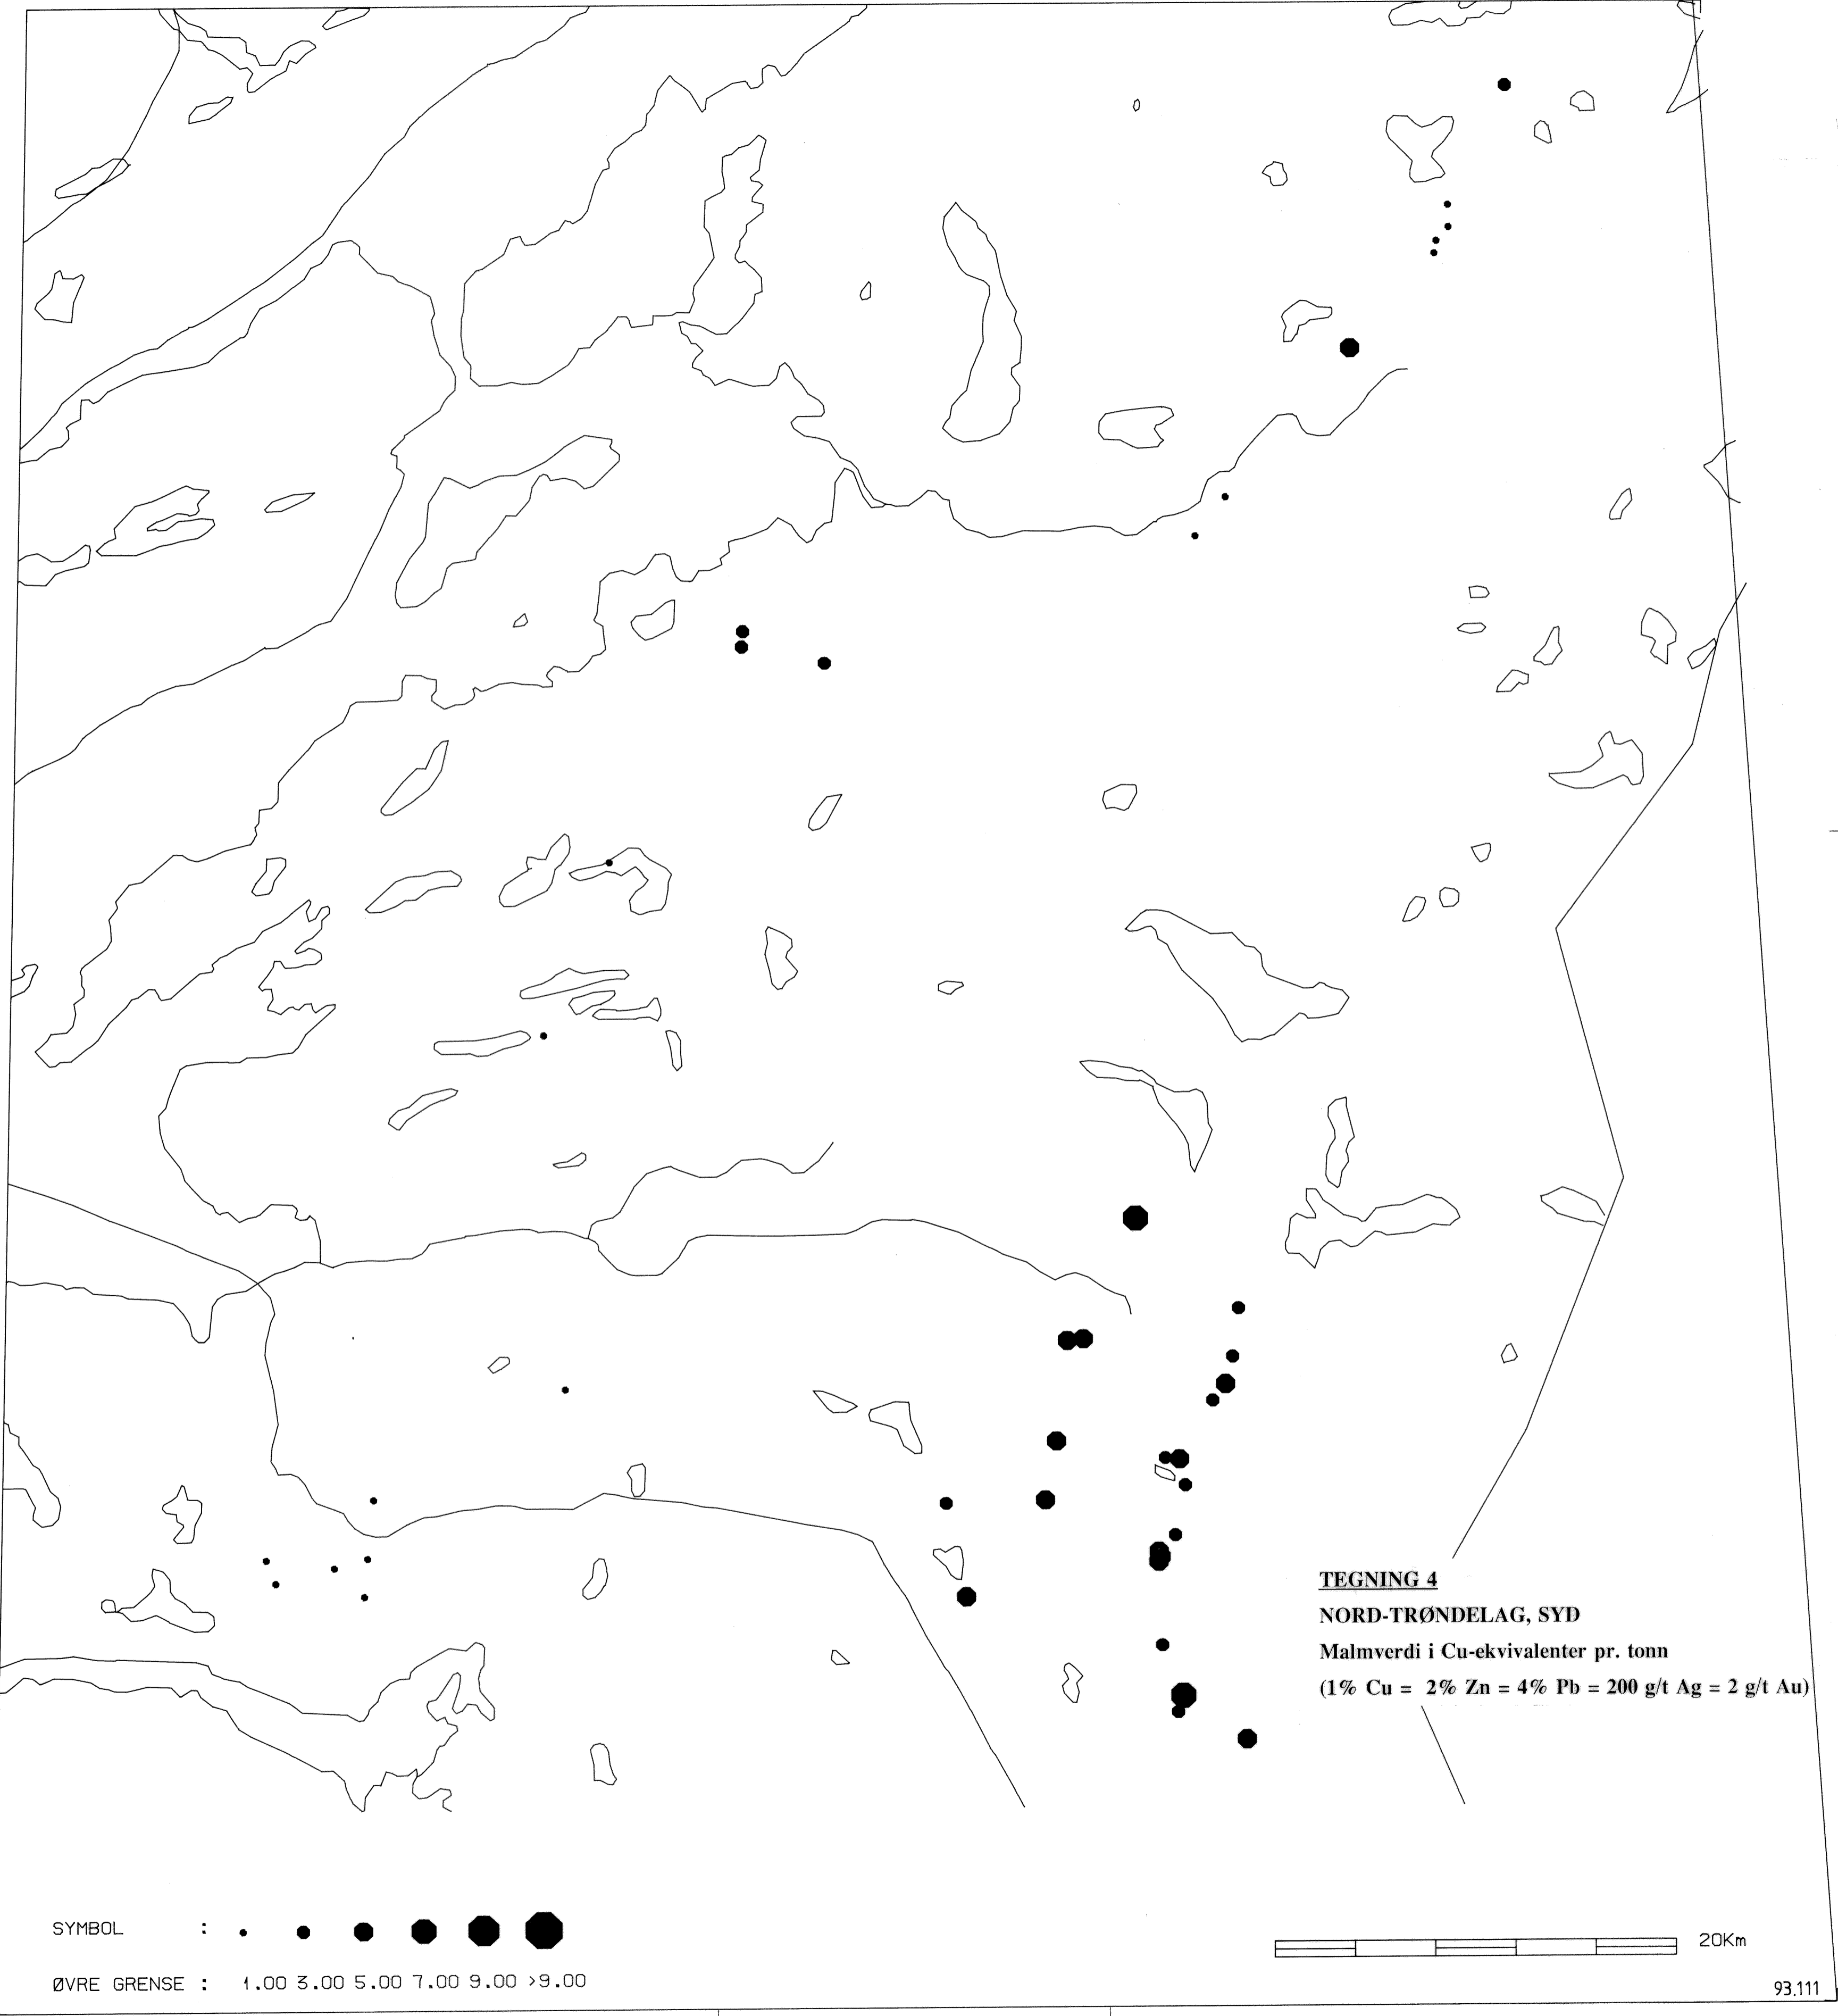 TEGNING 4
NORD-TRØNDELAG, SYD
Malmverdi i Cu-ekvivalenter pr. tonn
(1% Cu = 2% Zn = 4% Pb = 200 g/t Ag = 2 g/t Au)
SYMBOL :
20Km
ØVRE GRENSE : 1.00 3.00 5.00 7.00 9.00 >9.00
93.111